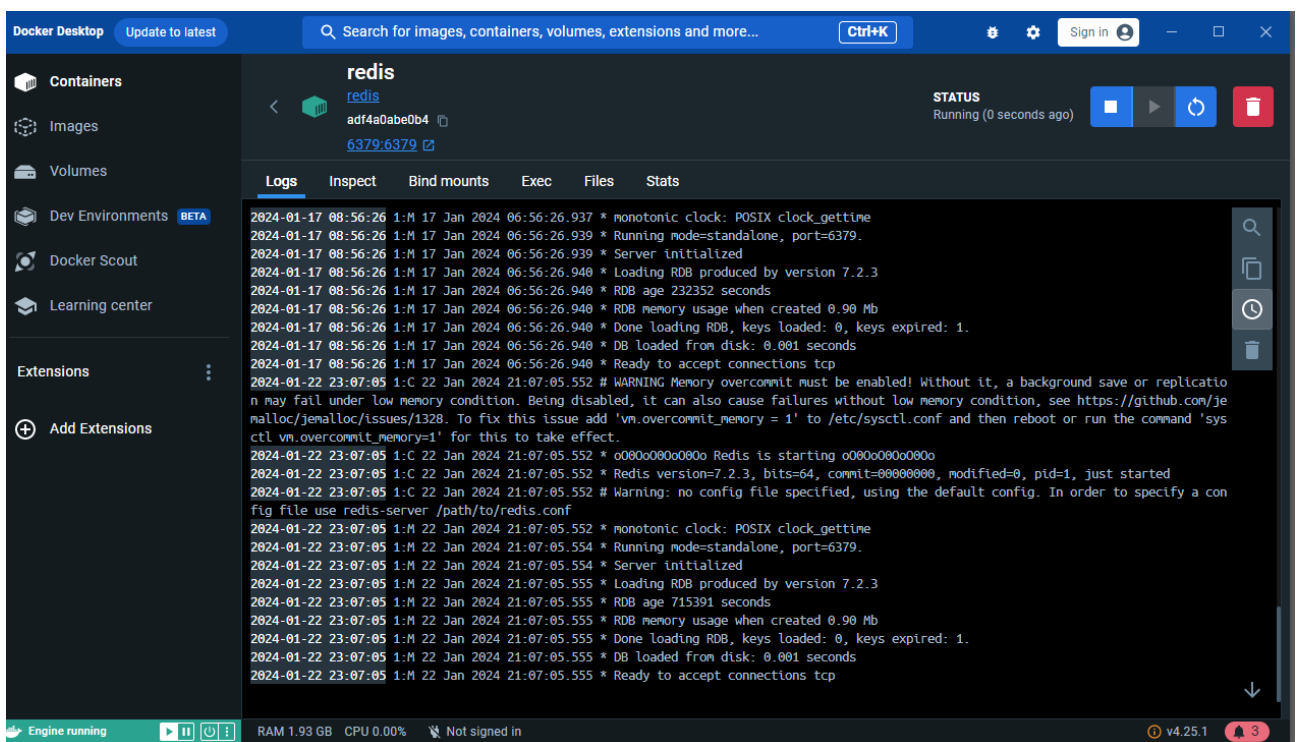 Docker Desktop Update to latest Search for images, containers, volumes, extensions and more... Ctrl+K Sign in
Containers
Images
Volumes
Dev Environments BETA
Docker Scout
Learning center
Extensions
Add Extensions
redis
redis
adf4a0abe0b4
6379:6379
STATUS
Running (0 seconds ago)
Logs Inspect Bind mounts Exec Files Stats
2024-01-17 08:56:26 1:M 17 Jan 2024 06:56:26.937 * monotonic clock: POSIX clock_gettime
2024-01-17 08:56:26 1:M 17 Jan 2024 06:56:26.939 * Running mode=standalone, port=6379.
2024-01-17 08:56:26 1:M 17 Jan 2024 06:56:26.939 * Server initialized
2024-01-17 08:56:26 1:M 17 Jan 2024 06:56:26.940 * Loading RDB produced by version 7.2.3
2024-01-17 08:56:26 1:M 17 Jan 2024 06:56:26.940 * RDB age 232352 seconds
2024-01-17 08:56:26 1:M 17 Jan 2024 06:56:26.940 * RDB memory usage when created 0.90 Mb
2024-01-17 08:56:26 1:M 17 Jan 2024 06:56:26.940 * Done loading RDB, keys loaded: 0, keys expired: 1.
2024-01-17 08:56:26 1:M 17 Jan 2024 06:56:26.940 * DB loaded from disk: 0.001 seconds
2024-01-17 08:56:26 1:M 17 Jan 2024 06:56:26.940 * Ready to accept connections tcp
2024-01-22 23:07:05 1:C 22 Jan 2024 21:07:05.552 # WARNING Memory overcommit must be enabled! Without it, a background save or replicatio
n may fail under low memory condition. Being disabled, it can also cause failures without low memory condition, see https://github.com/je
malloc/jemalloc/issues/1328. To fix this issue add 'vm.overcommit_memory = 1' to /etc/sysctl.conf and then reboot or run the command 'sys
ctl vm.overcommit_memory=1' for this to take effect.
2024-01-22 23:07:05 1:C 22 Jan 2024 21:07:05.552 * oO0OoO0OoO0Oo Redis is starting oO0OoO0OoO0Oo
2024-01-22 23:07:05 1:C 22 Jan 2024 21:07:05.552 * Redis version=7.2.3, bits=64, commit=00000000, modified=0, pid=1, just started
2024-01-22 23:07:05 1:C 22 Jan 2024 21:07:05.552 # Warning: no config file specified, using the default config. In order to specify a con
fig file use redis-server /path/to/redis.conf
2024-01-22 23:07:05 1:M 22 Jan 2024 21:07:05.552 * monotonic clock: POSIX clock_gettime
2024-01-22 23:07:05 1:M 22 Jan 2024 21:07:05.554 * Running mode=standalone, port=6379.
2024-01-22 23:07:05 1:M 22 Jan 2024 21:07:05.554 * Server initialized
2024-01-22 23:07:05 1:M 22 Jan 2024 21:07:05.555 * Loading RDB produced by version 7.2.3
2024-01-22 23:07:05 1:M 22 Jan 2024 21:07:05.555 * RDB age 715391 seconds
2024-01-22 23:07:05 1:M 22 Jan 2024 21:07:05.555 * RDB memory usage when created 0.90 Mb
2024-01-22 23:07:05 1:M 22 Jan 2024 21:07:05.555 * Done loading RDB, keys loaded: 0, keys expired: 1.
2024-01-22 23:07:05 1:M 22 Jan 2024 21:07:05.555 * DB loaded from disk: 0.001 seconds
2024-01-22 23:07:05 1:M 22 Jan 2024 21:07:05.555 * Ready to accept connections tcp
Engine running RAM 1.93 GB CPU 0.00% Not signed in v4.25.1 3